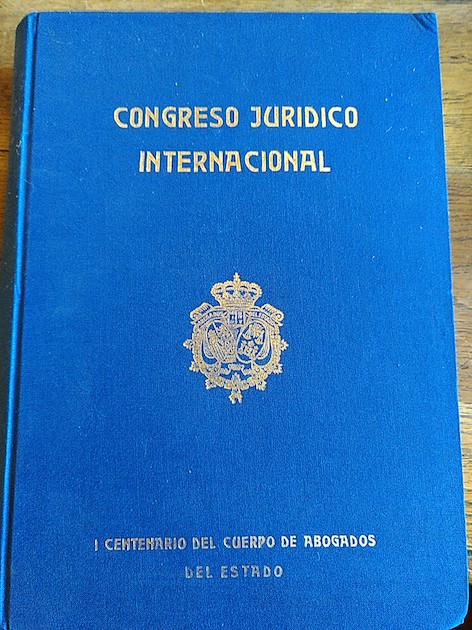 CONGRESO JURIDICO
INTERNACIONAL
I CENTENARIO DEL CUERPO DE ABOGADOS
DEL ESTADO